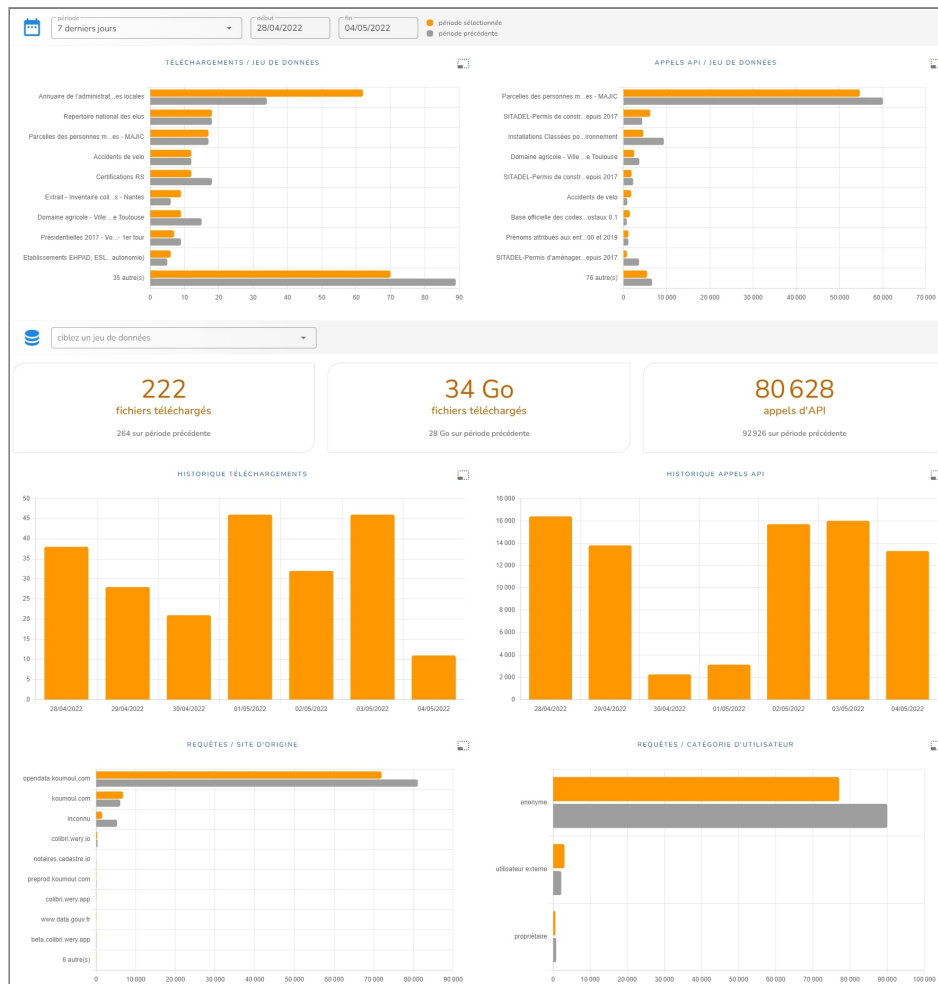 période
7 derniers jours
début
28/04/2022
fin
04/05/2022
période sélectionnée
période précédente
TÉLÉCHARGEMENTS / JEU DE DONNÉES
Annuaire de l'administrat...es locales
Repertoire national des elus
Parcelles des personnes m...es - MAJIC
Accidents de velo
Certifications RS
Extrait - Inventaire coll...s - Nantes
Domaine agricole - Ville ...e Toulouse
Présidentielles 2017 - Vo...- 1er tour
Etablissements EHPAD, ESL...autonomie)
35 autre(s)
0 10 20 30 40 50 60 70 80 90
APPELS API / JEU DE DONNÉES
Parcelles des personnes m...es - MAJIC
SITADEL-Permis de constr...epuis 2017
Installations Classées po...ironnement
Domaine agricole - Ville ...e Toulouse
SITADEL-Permis de constr...epuis 2017
Accidents de velo
Base officielle des codes...ostaux 0.1
Prénoms attribués aux enf...00 et 2019
SITADEL-Permis d'aménager...epuis 2017
76 autre(s)
0 10 000 20 000 30 000 40 000 50 000 60 000 70 000
ciblez un jeu de données
222
fichiers téléchargés
264 sur période précédente
34 Go
fichiers téléchargés
28 Go sur période précédente
80 628
appels d'API
92 926 sur période précédente
HISTORIQUE TÉLÉCHARGEMENTS
50
45
40
35
30
25
20
15
10
5
0
28/04/2022 29/04/2022 30/04/2022 01/05/2022 02/05/2022 03/05/2022 04/05/2022
HISTORIQUE APPELS API
18 000
16 000
14 000
12 000
10 000
8 000
6 000
4 000
2 000
0
28/04/2022 29/04/2022 30/04/2022 01/05/2022 02/05/2022 03/05/2022 04/05/2022
REQUÊTES / SITE D'ORIGINE
opendata.koumoul.com
koumoul.com
inconnu
colibri.wery.io
notaires.cadastre.io
preprod.koumoul.com
colibri.wery.app
www.data.gouv.fr
beta.colibri.wery.app
6 autre(s)
0 10 000 20 000 30 000 40 000 50 000 60 000 70 000 80 000 90 000
REQUÊTES / CATÉGORIE D'UTILISATEUR
anonyme
utilisateur externe
propriétaire
0 10 000 20 000 30 000 40 000 50 000 60 000 70 000 80 000 90 000 100 000